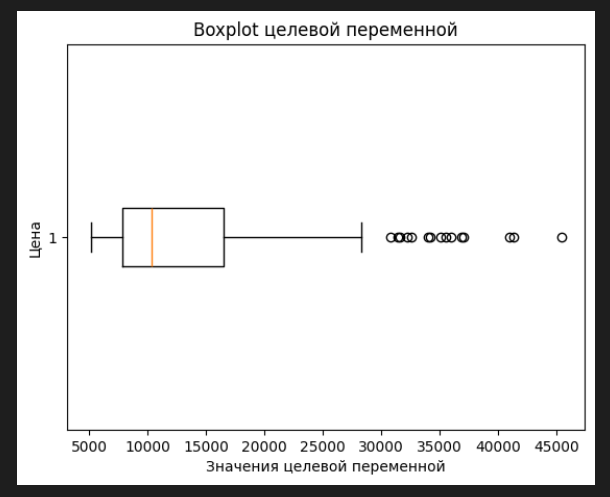 Boxplot целевой переменной
Цена
1
5000 10000 15000 20000 25000 30000 35000 40000 45000
Значения целевой переменной